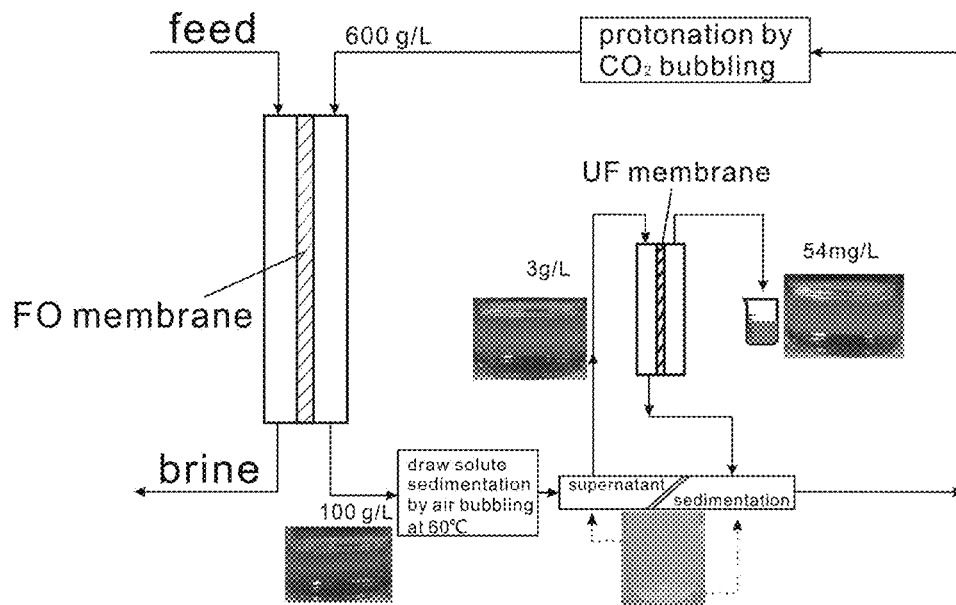 feed
600 g/L
protonation by
CO₂ bubbling
UF membrane
3g/L
54mg/L
FO membrane
brine
100 g/L
draw solute
sedimentation
by air bubbling
at 60℃
supernatant
sedimentation